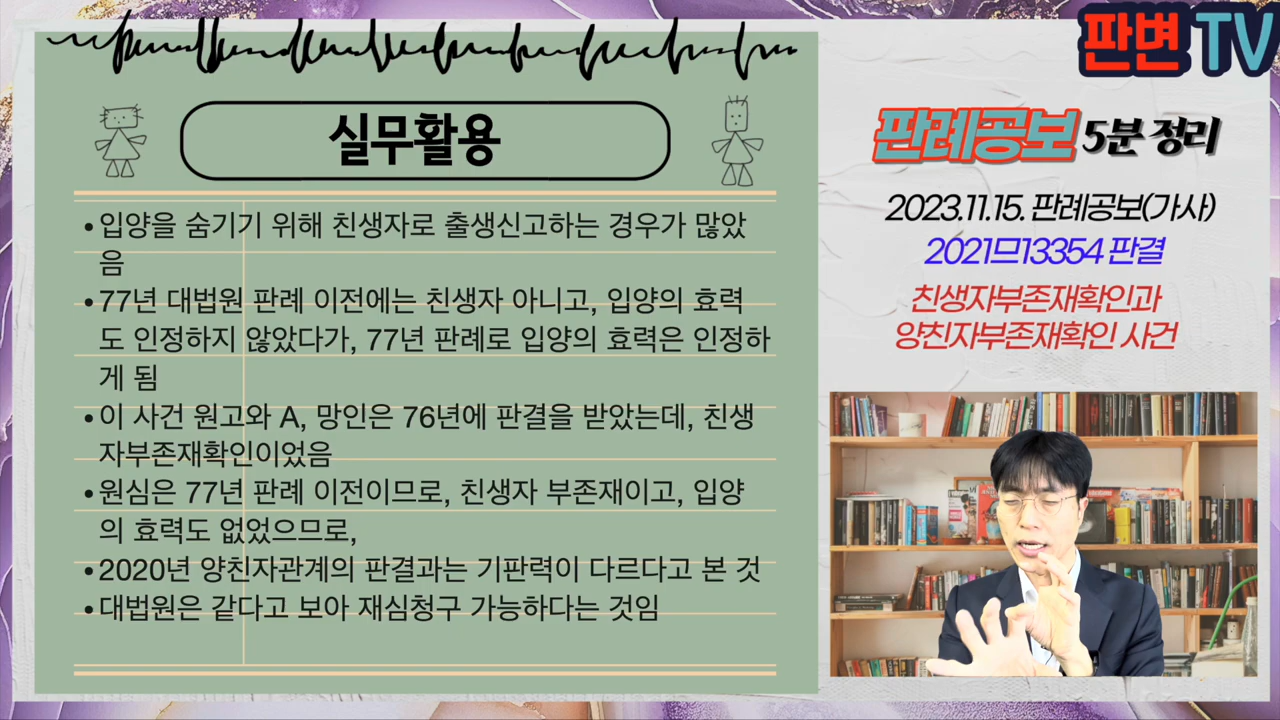 판변 TV
실무활용
• 입양을 숨기기 위해 친생자로 출생신고하는 경우가 많았
음
• 77년 대법원 판례 이전에는 친생자 아니고, 입양의 효력
도 인정하지 않았다가, 77년 판례로 입양의 효력은 인정하
게 됨
• 이 사건 원고와 A, 망인은 76년에 판결을 받았는데, 친생
자부존재확인이었음
• 원심은 77년 판례 이전이므로, 친생자 부존재이고, 입양
의 효력도 없었으므로,
• 2020년 양친자관계의 판결과는 기판력이 다르다고 본 것
• 대법원은 같다고 보아 재심청구 가능하다는 것임
판례공보 5분 정리
2023.11.15. 판례공보(가사)
2021므13354 판결
친생자부존재확인과
양친자부존재확인 사건